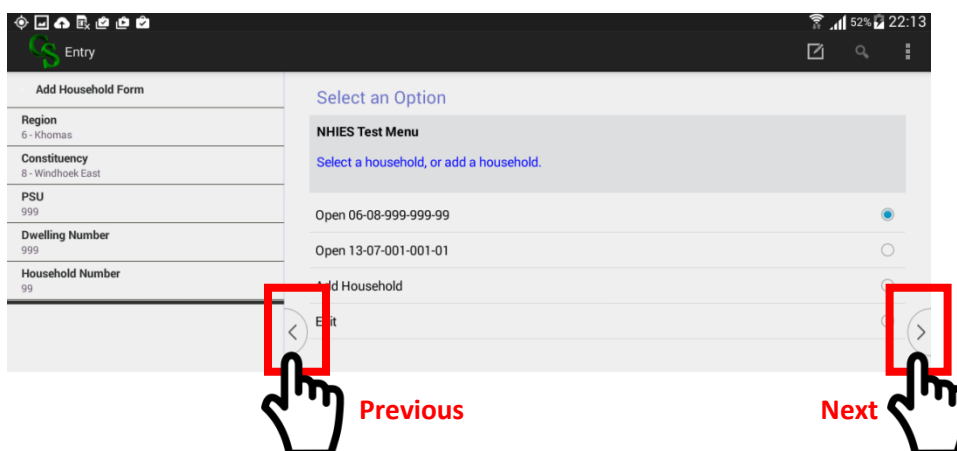 52% 22:13
CS Entry
Add Household Form
Region
6 - Khomas
Constituency
8 - Windhoek East
PSU
999
Dwelling Number
999
Household Number
99
Select an Option
NHIES Test Menu
Select a household, or add a household.
Open 06-08-999-999-99
Open 13-07-001-001-01
Add Household
Exit
Previous
Next